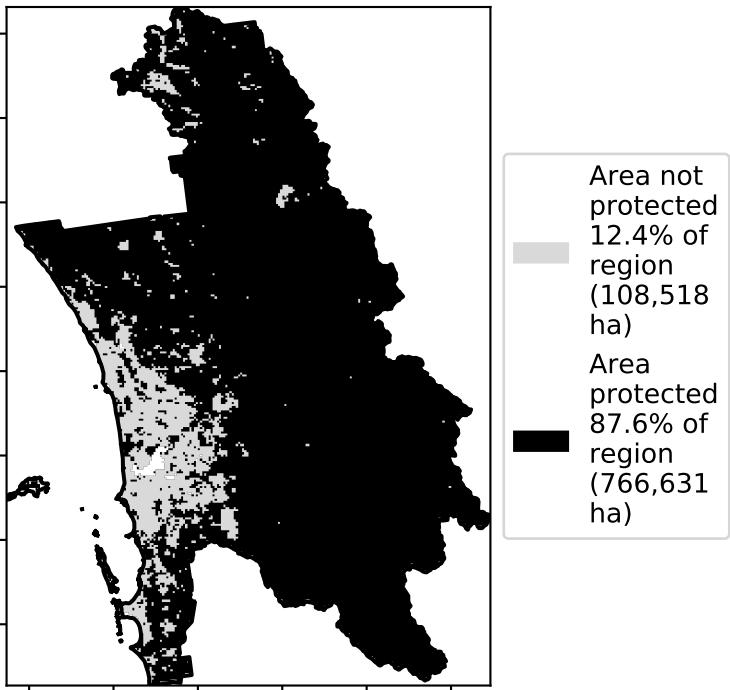 Area not
protected
12.4% of
region
(108,518
ha)
Area
protected
87.6% of
region
(766,631
ha)